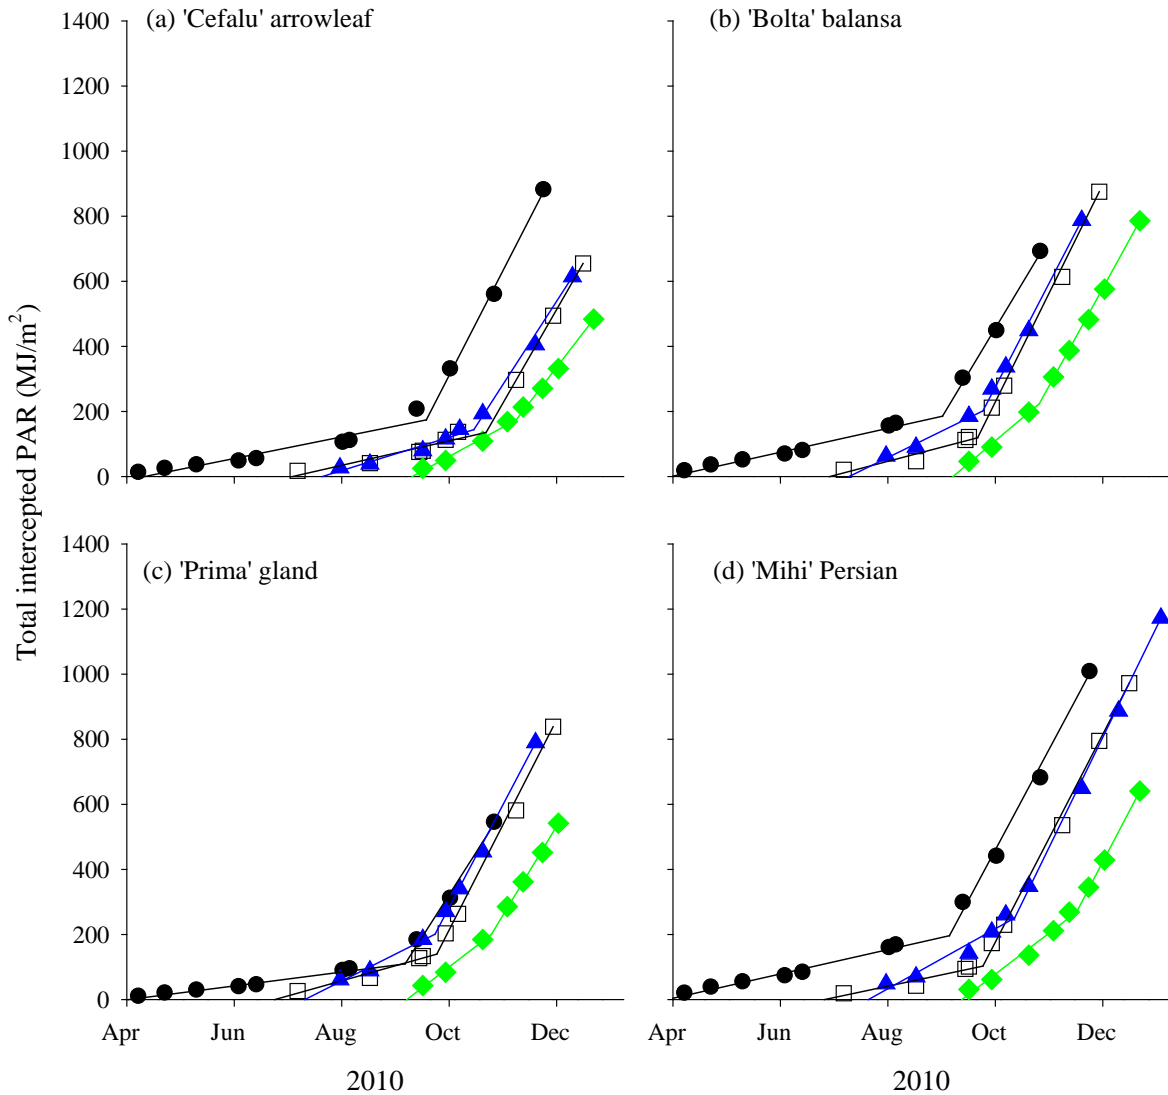 (a) 'Cefalu' arrowleaf
(b) 'Bolta' balansa
1400
1200
1000
800
600
400
200
0
Total intercepted PAR (MJ/m²)
(c) 'Prima' gland
(d) 'Mihi' Persian
1400
1200
1000
800
600
400
200
0
Apr Jun Aug Oct Dec
Apr Jun Aug Oct Dec
2010
2010